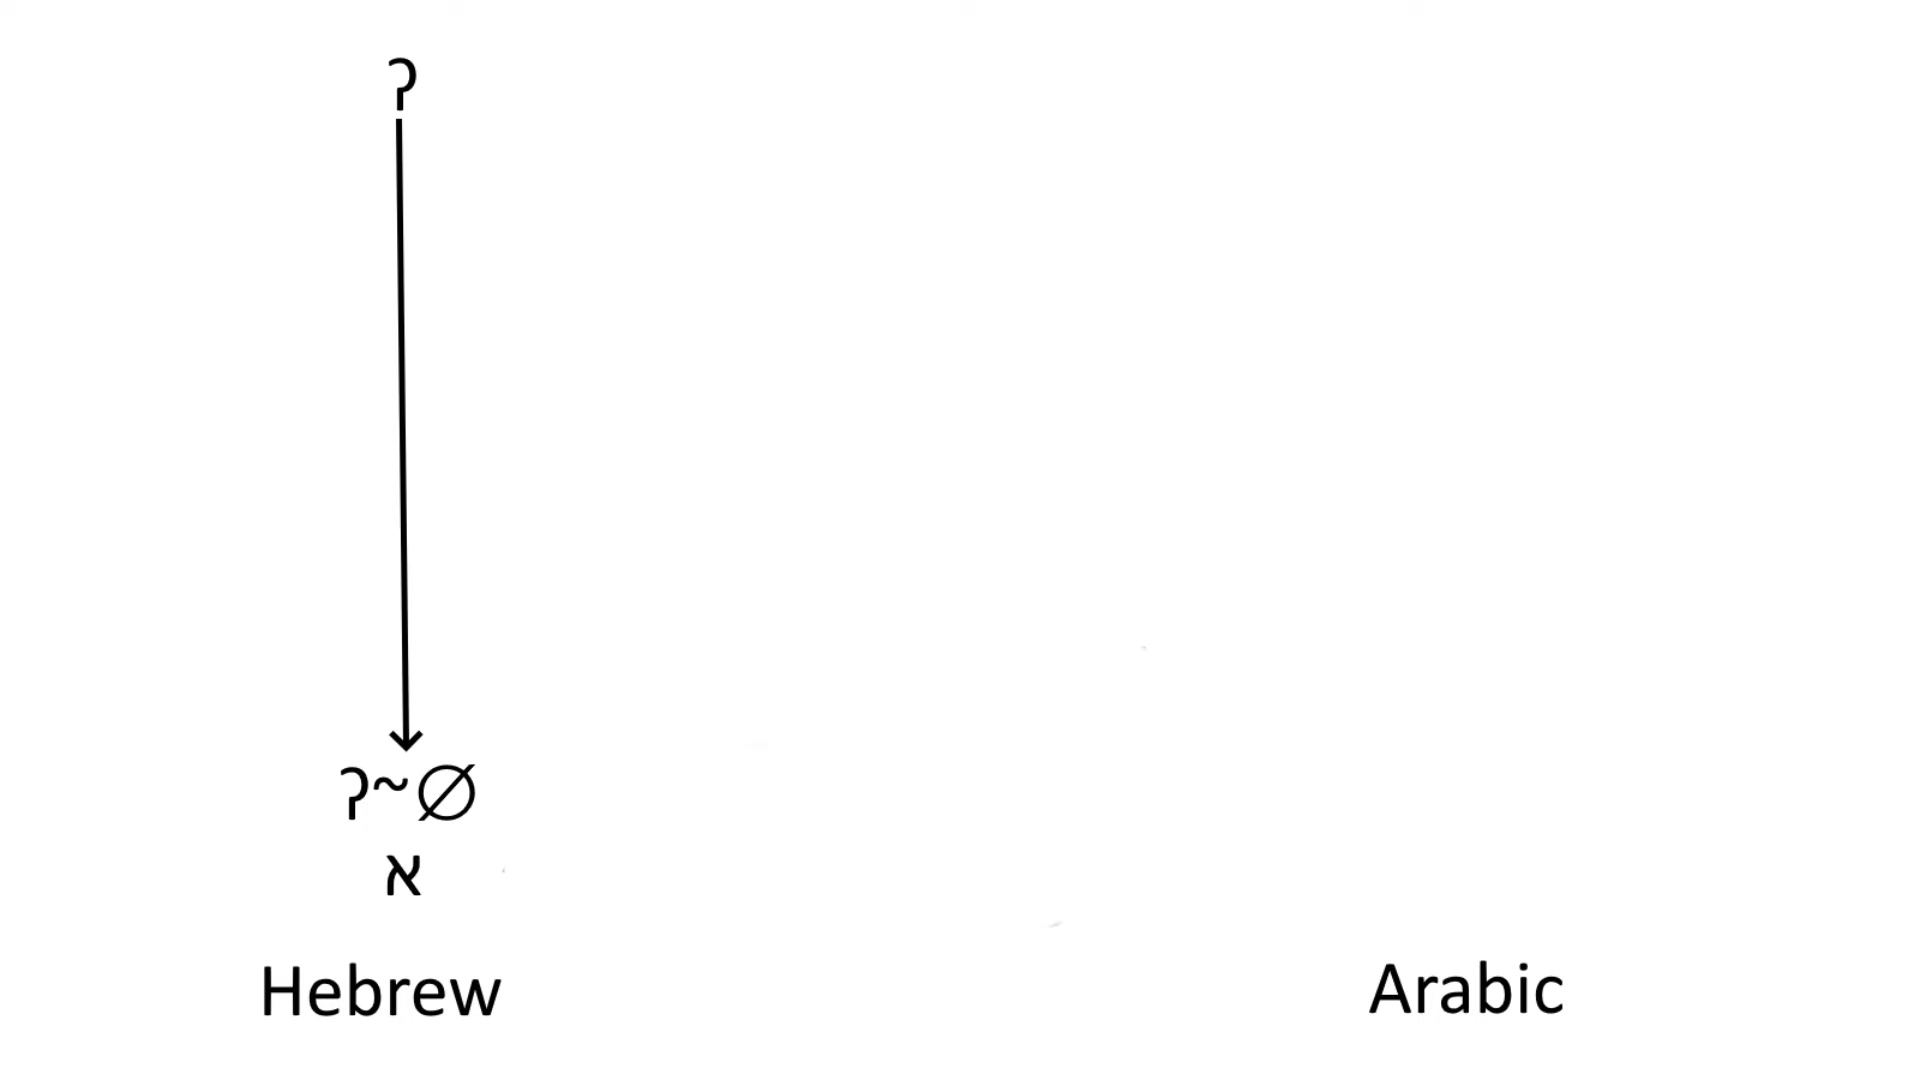 ʔ
ʔ~∅
א
Hebrew
Arabic